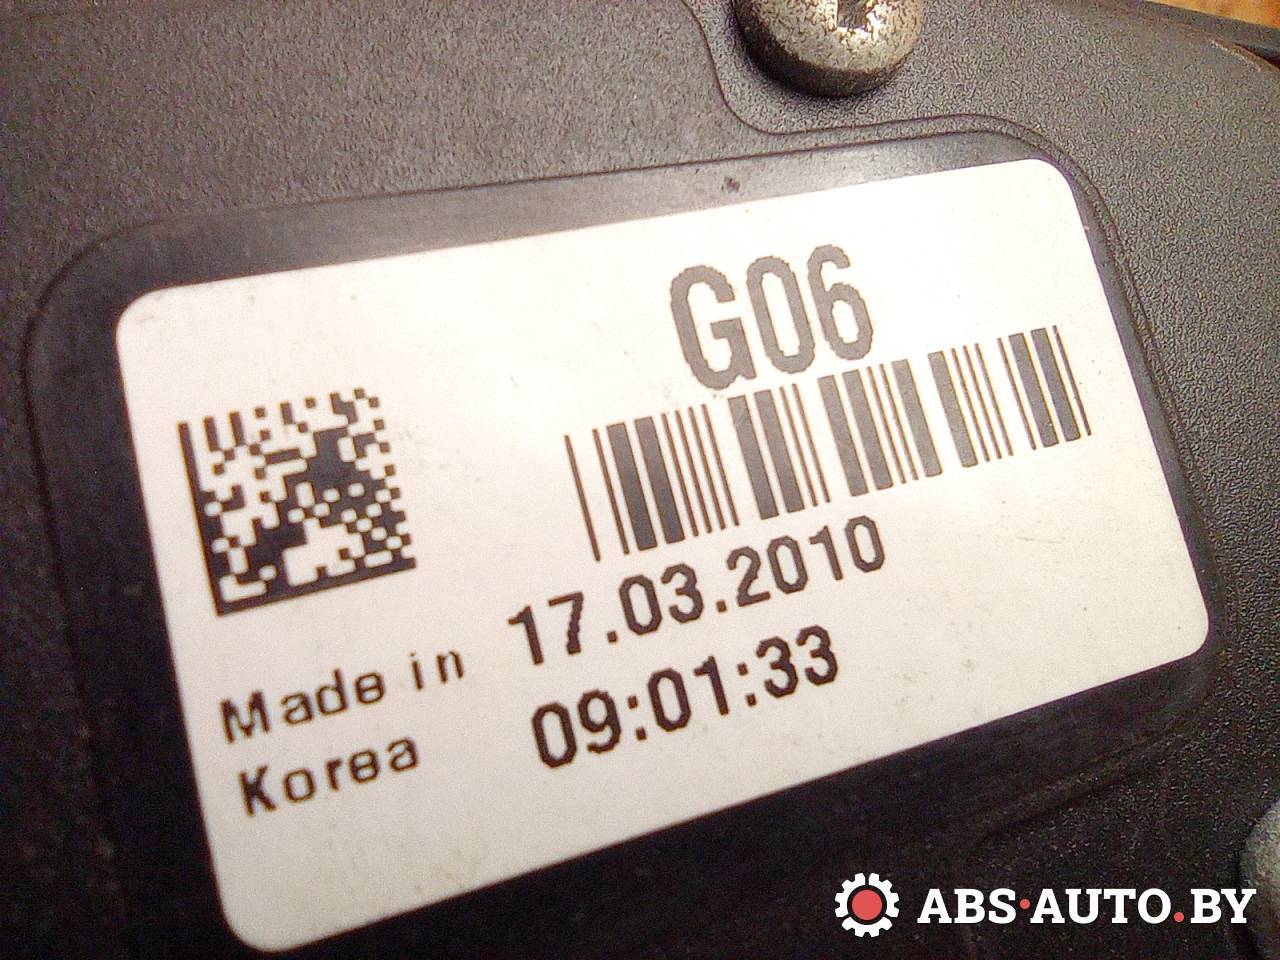 G06
17.03.2010
Made in
09:01:33
Korea
ABS·AUTO.BY